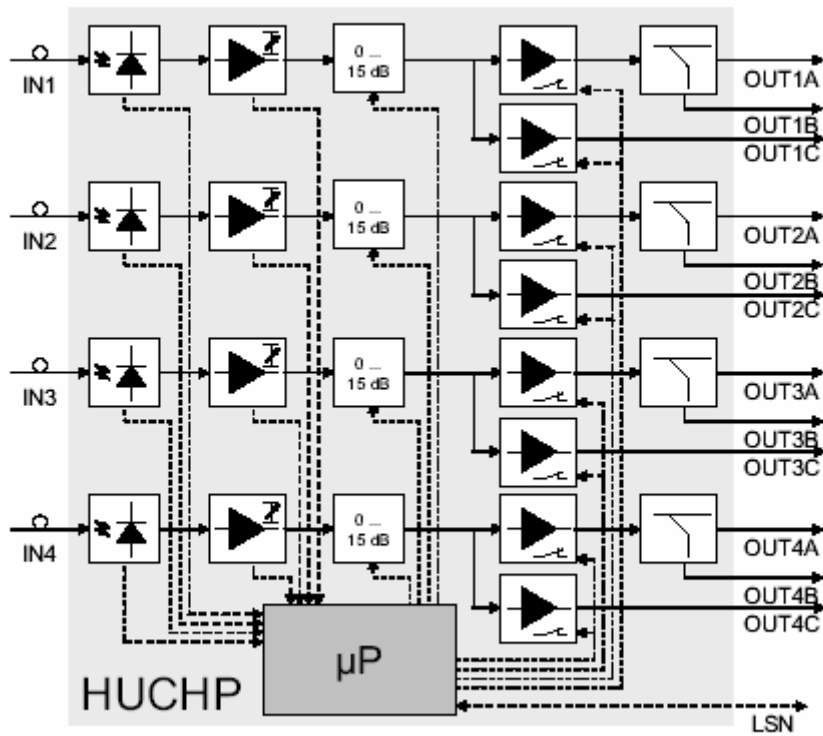 IN1
0 ...
15 dB
OUT1A
OUT1B
OUT1C
IN2
0 ...
15 dB
OUT2A
OUT2B
OUT2C
IN3
0 ...
15 dB
OUT3A
OUT3B
OUT3C
IN4
0 ...
15 dB
OUT4A
OUT4B
OUT4C
µP
HUCHP
LSN